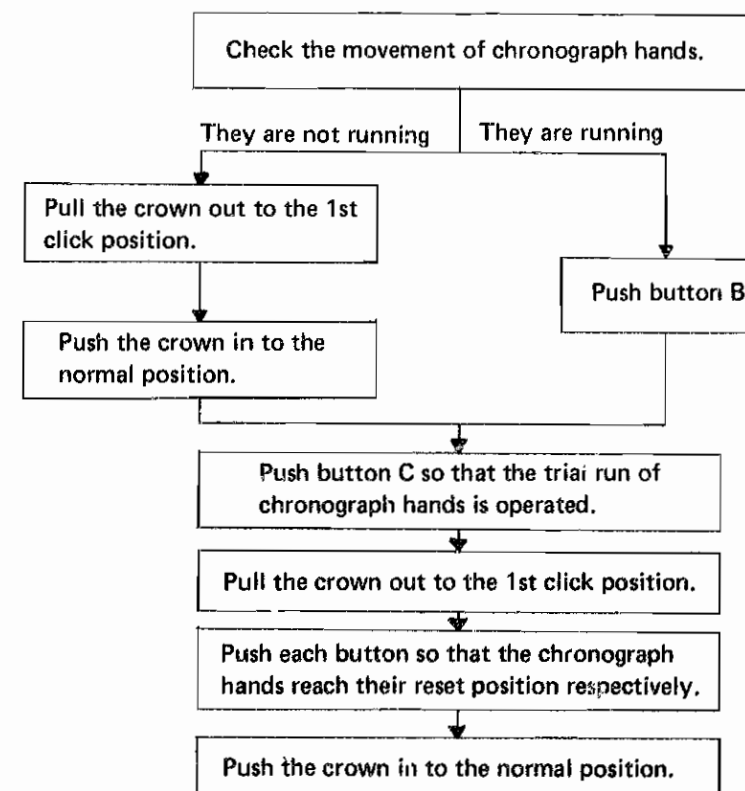 Check the movement of chronograph hands.
They are not running
They are running
Pull the crown out to the 1st
click position.
Push button B
Push the crown in to the
normal position.
Push button C so that the trial run of
chronograph hands is operated.
Pull the crown out to the 1st click position.
Push each button so that the chronograph
hands reach their reset position respectively.
Push the crown in to the normal position.